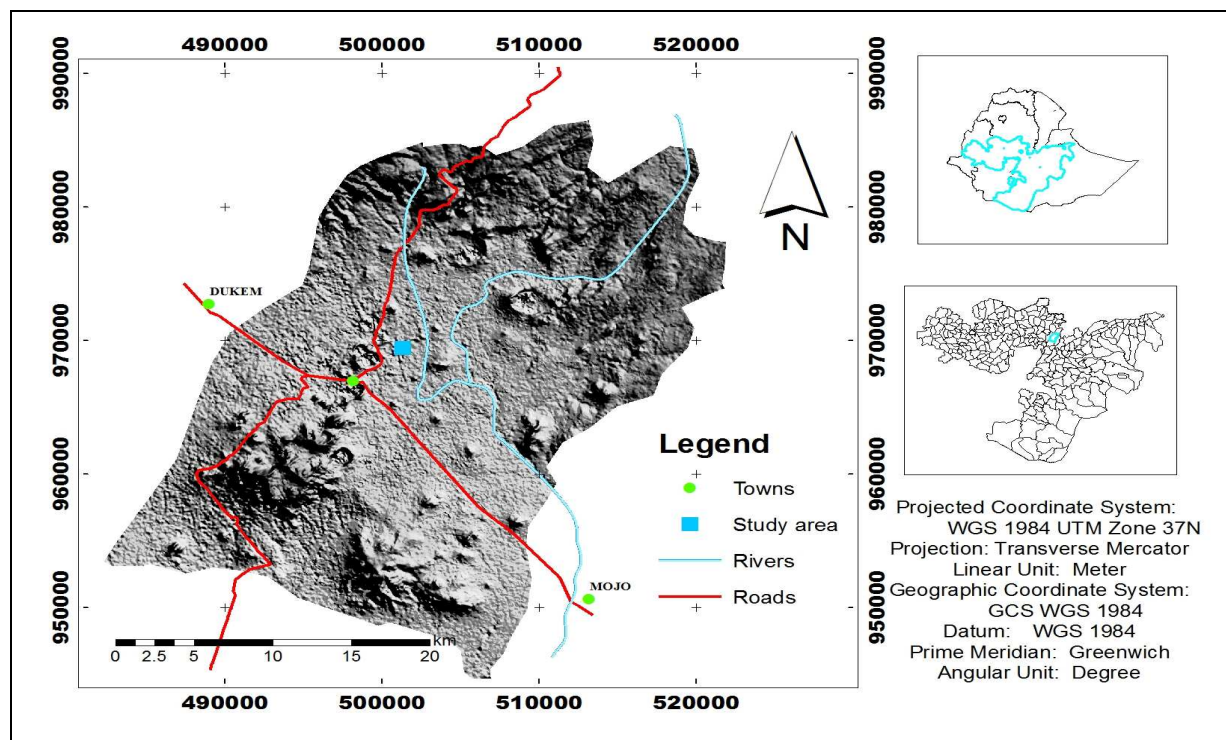 490000 500000 510000 520000
990000
980000
970000
960000
950000
990000
980000
970000
960000
950000
N
DUKEM
MOJO
Legend
Towns
Study area
Rivers
Roads
km
0 2.5 5 10 15 20
490000 500000 510000 520000
Projected Coordinate System:
WGS 1984 UTM Zone 37N
Projection: Transverse Mercator
Linear Unit: Meter
Geographic Coordinate System:
GCS WGS 1984
Datum: WGS 1984
Prime Meridian: Greenwich
Angular Unit: Degree